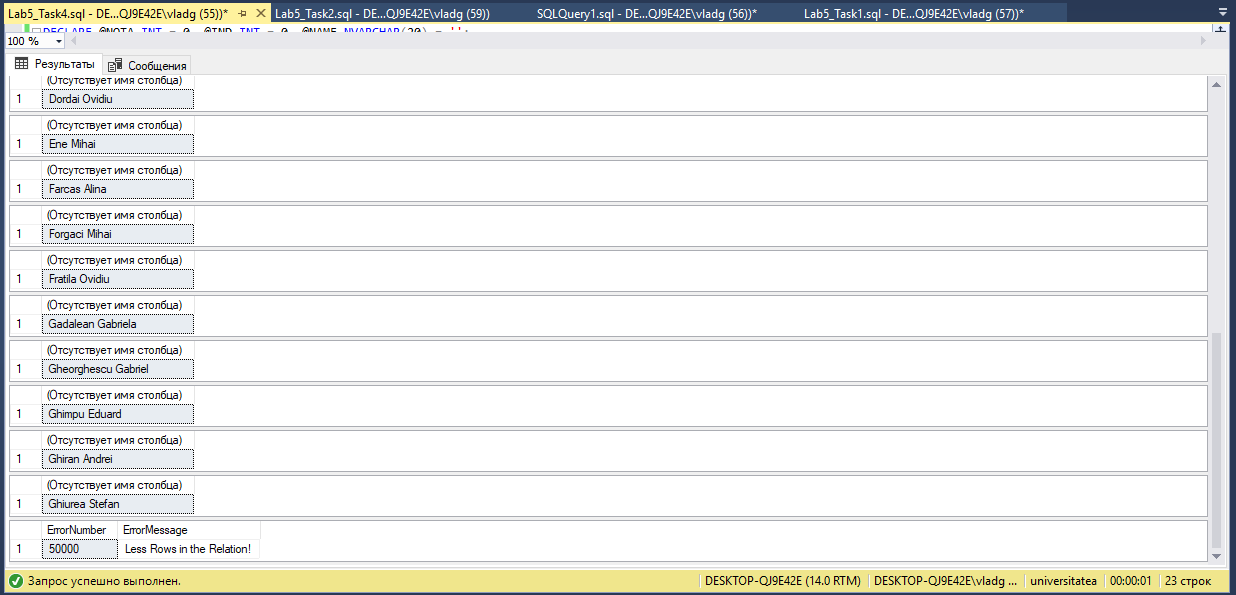 Lab5_Task4.sql - DE...QJ9E42E\vladg (55))* Lab5_Task2.sql - DE...QJ9E42E\vladg (59)) SQLQuery1.sql - DE...QJ9E42E\vladg (56))* Lab5_Task1.sql - DE...QJ9E42E\vladg (57))*
DECLARE @NOTA INT = 0, @IND INT = 0, @NAME NVARCHAR(20) = '';
100 %
Результаты Сообщения
(Отсутствует имя столбца)
1 Dordai Ovidiu
(Отсутствует имя столбца)
1 Ene Mihai
(Отсутствует имя столбца)
1 Farcas Alina
(Отсутствует имя столбца)
1 Forgaci Mihai
(Отсутствует имя столбца)
1 Fratila Ovidiu
(Отсутствует имя столбца)
1 Gadalean Gabriela
(Отсутствует имя столбца)
1 Gheorghescu Gabriel
(Отсутствует имя столбца)
1 Ghimpu Eduard
(Отсутствует имя столбца)
1 Ghiran Andrei
(Отсутствует имя столбца)
1 Ghiurea Stefan
ErrorNumber ErrorMessage
1 50000 Less Rows in the Relation!
Запрос успешно выполнен. DESKTOP-QJ9E42E (14.0 RTM) DESKTOP-QJ9E42E\vladg ... universitatea 00:00:01 23 строк